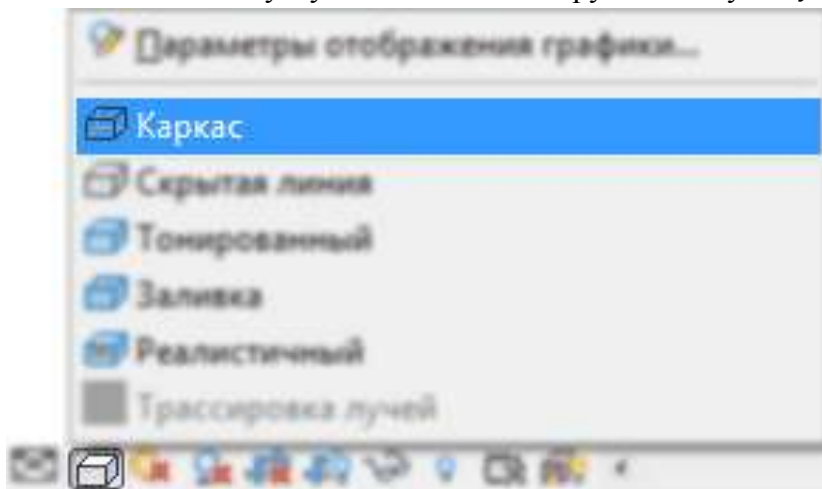 Параметры отображения графики...
Каркас
Скрытая линия
Тонированный
Заливка
Реалистичный
Трассировка лучей